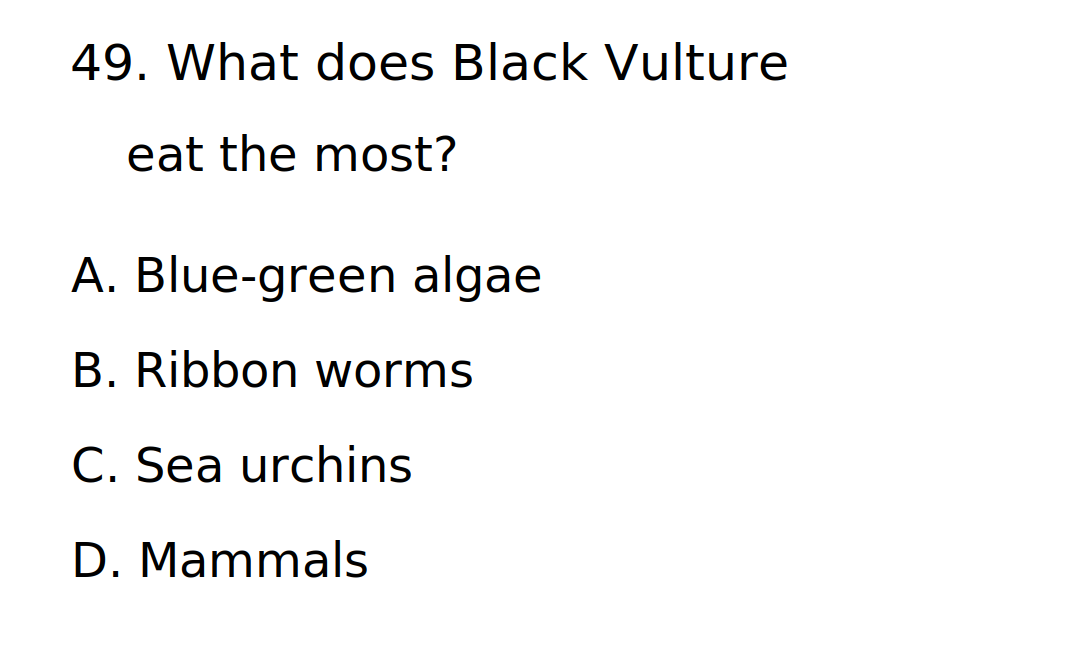 49. What does Black Vulture
eat the most?
A. Blue-green algae
B. Ribbon worms
C. Sea urchins
D. Mammals